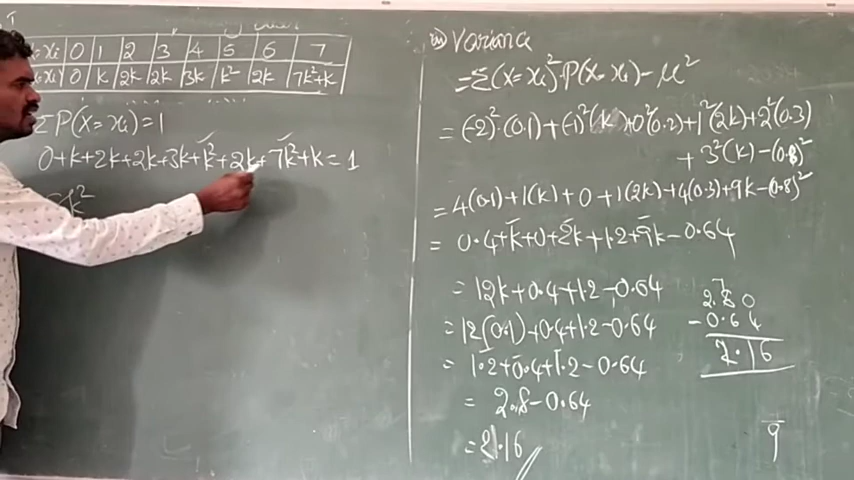 =xi | 0 | 1 | 2 | 3 | 4 | 5 | 6 | 7
=xi) | 0 | k | 2k | 2k | 3k | k² | 2k | 7k²+k
ΣP(X=xi)=1
0+k+2k+2k+3k+k²+2k+7k²+k=1
k²
=Σ(X=xi)²·P(X=xi)-μ²
=(-2)²·(0.1)+(-1)²(k)+0²(0.2)+1²(2k)+2²(0.3)
+3²(k)-(0.8)²
=4(0.1)+1(k)+0+1(2k)+4(0.3)+9k-(0.8)²
=0.4+k+0+2k+1.2+9k-0.64
=12k+0.4+1.2-0.64
=12(0.1)+0.4+1.2-0.64
=1.2+0.4+1.2-0.64
=2.8-0.64
=2.16
7
2.80
-0.64
2.16
9